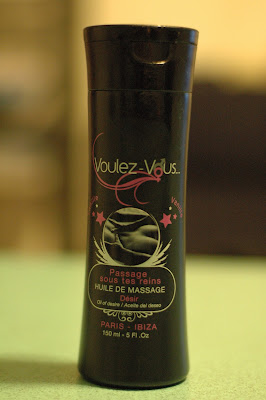 Voulez-Vous...
Vanille
Passage
sous tes reins
HUILE DE MASSAGE
Désir
Oil of desire / Aceite del deseo
PARIS - IBIZA
150 ml - 5 Fl .Oz